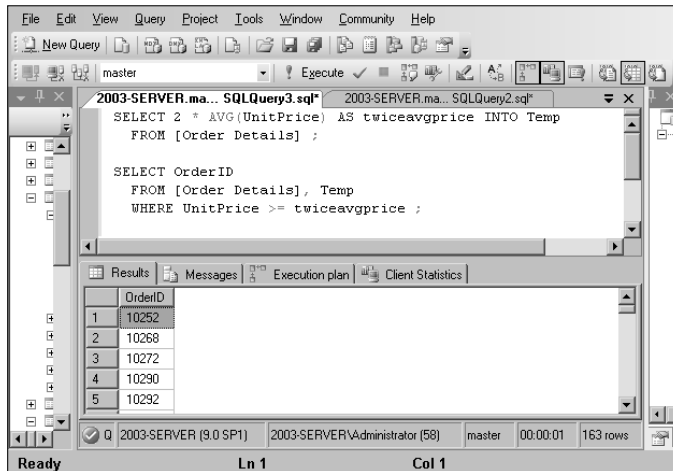 File Edit View Query Project Tools Window Community Help
New Query
master Execute
2003-SERVER.ma... SQLQuery3.sql* 2003-SERVER.ma... SQLQuery2.sql*
SELECT 2 * AVG(UnitPrice) AS twiceavgprice INTO Temp
FROM [Order Details] ;
SELECT OrderID
FROM [Order Details], Temp
WHERE UnitPrice >= twiceavgprice ;
Results Messages Execution plan Client Statistics
OrderID
1 10252
2 10268
3 10272
4 10290
5 10292
Q 2003-SERVER (9.0 SP1) 2003-SERVER\Administrator (58) master 00:00:01 163 rows
Ready Ln 1 Col 1